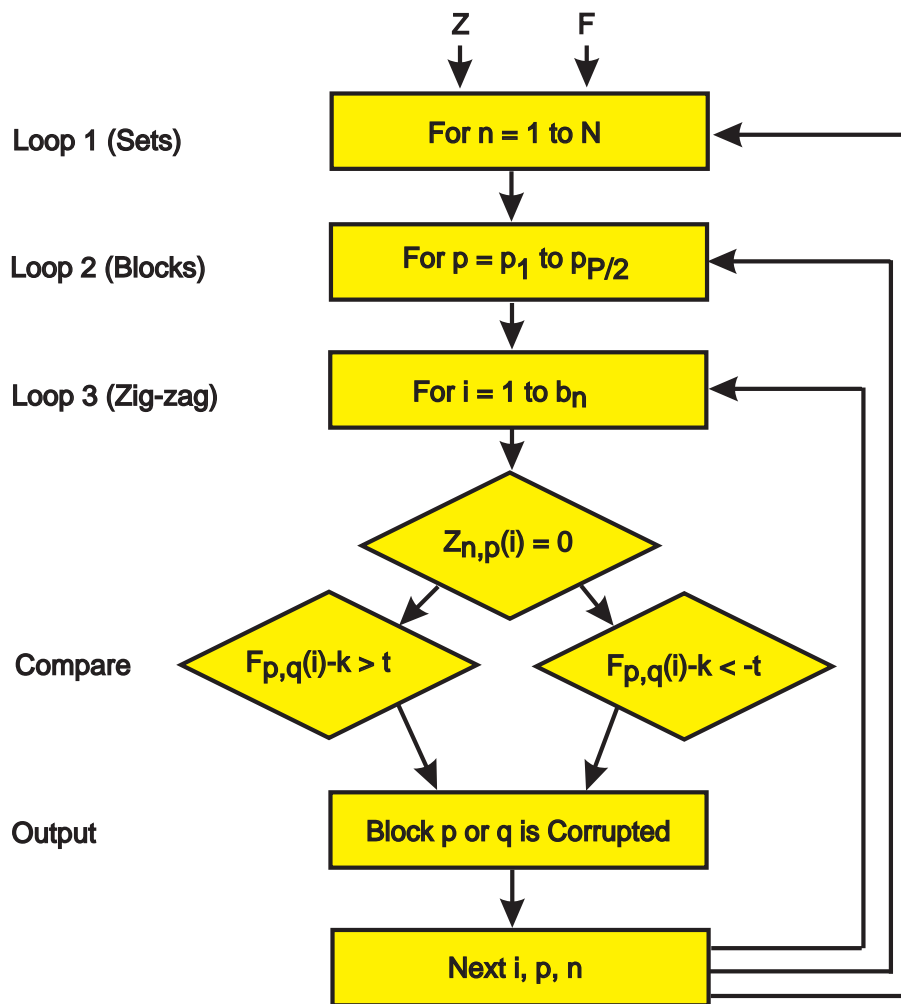 Z F
Loop 1 (Sets)
For n = 1 to N
Loop 2 (Blocks)
For p = p1 to pP/2
Loop 3 (Zig-zag)
For i = 1 to bn
Zn,p(i) = 0
Compare
Fp,q(i)-k > t
Fp,q(i)-k < -t
Output
Block p or q is Corrupted
Next i, p, n